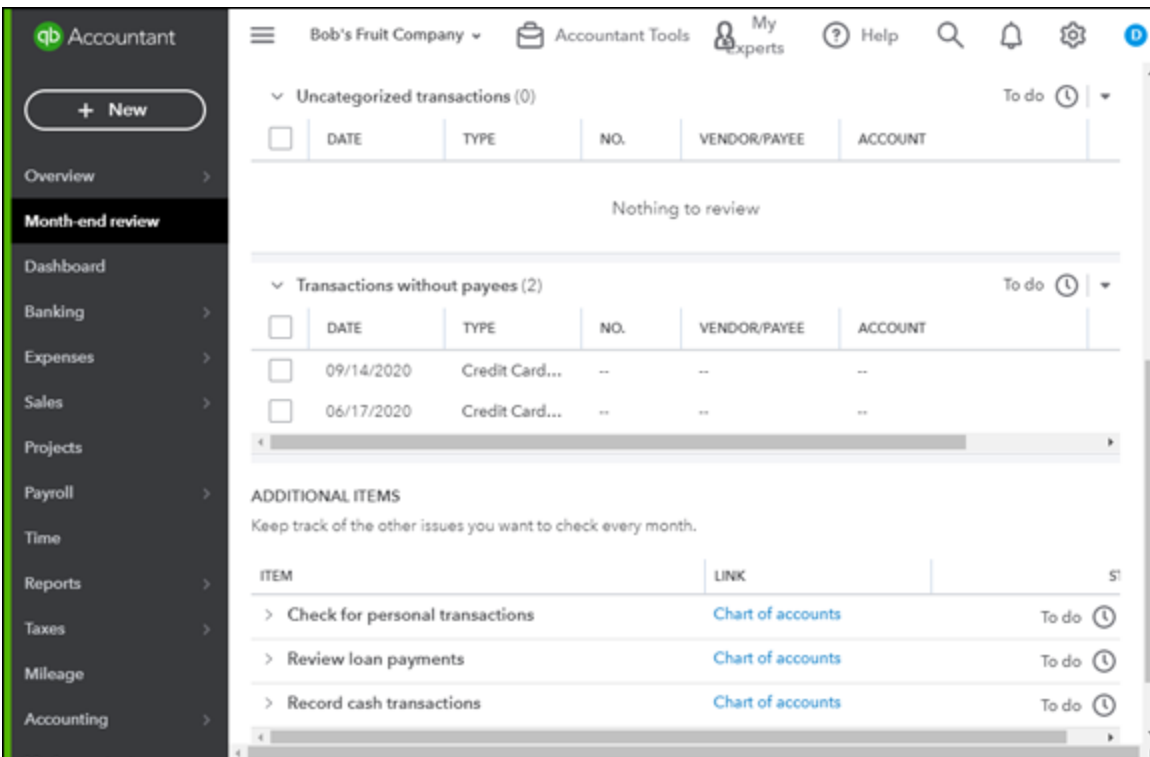 qb Accountant
+ New
Overview
Month-end review
Dashboard
Banking
Expenses
Sales
Projects
Payroll
Time
Reports
Taxes
Mileage
Accounting
Bob's Fruit Company
Accountant Tools
My
Experts
Help
D
Uncategorized transactions (0) To do
DATE TYPE NO. VENDOR/PAYEE ACCOUNT
Nothing to review
Transactions without payees (2) To do
DATE TYPE NO. VENDOR/PAYEE ACCOUNT
09/14/2020 Credit Card... -- -- --
06/17/2020 Credit Card... -- -- --
ADDITIONAL ITEMS
Keep track of the other issues you want to check every month.
ITEM LINK
Check for personal transactions Chart of accounts To do
Review loan payments Chart of accounts To do
Record cash transactions Chart of accounts To do